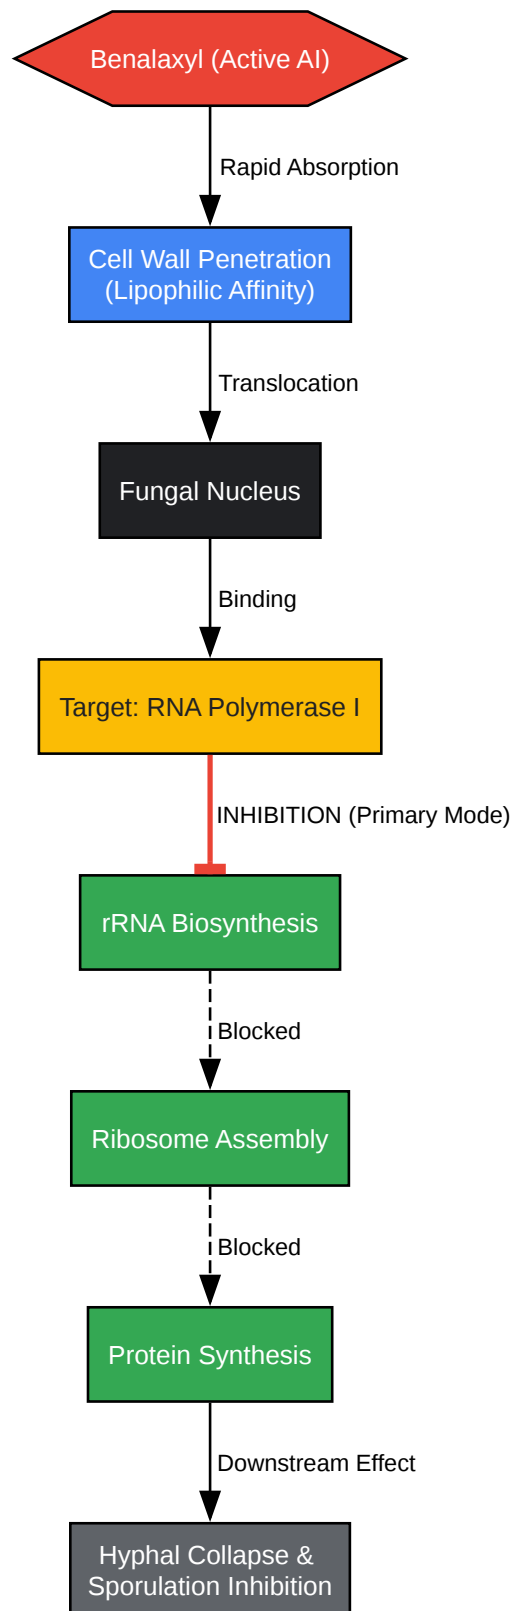 Benalaxyl (Active AI)
Rapid Absorption
Cell Wall Penetration
(Lipophilic Affinity)
Translocation
Fungal Nucleus
Binding
Target: RNA Polymerase I
INHIBITION (Primary Mode)
rRNA Biosynthesis
Blocked
Ribosome Assembly
Blocked
Protein Synthesis
Downstream Effect
Hyphal Collapse &
Sporulation Inhibition